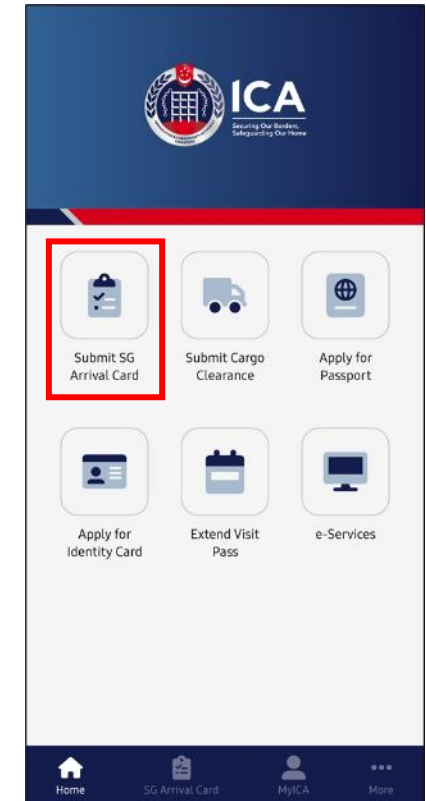 ICA
Securing Our Borders,
Safeguarding Our Home
Submit SG
Arrival Card
Submit Cargo
Clearance
Apply for
Passport
Apply for
Identity Card
Extend Visit
Pass
e-Services
Home
SG Arrival Card
MyICA
More